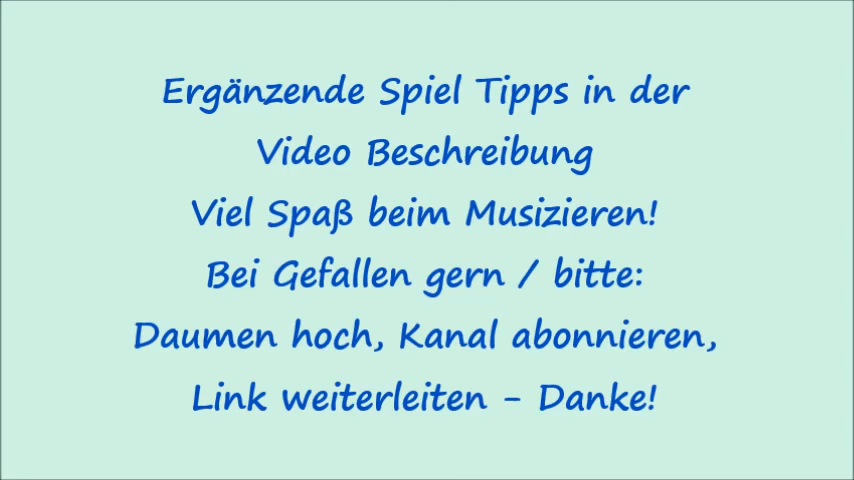 Ergänzende Spiel Tipps in der
Video Beschreibung
Viel Spaß beim Musizieren!
Bei Gefallen gern / bitte:
Daumen hoch, Kanal abonnieren,
Link weiterleiten - Danke!